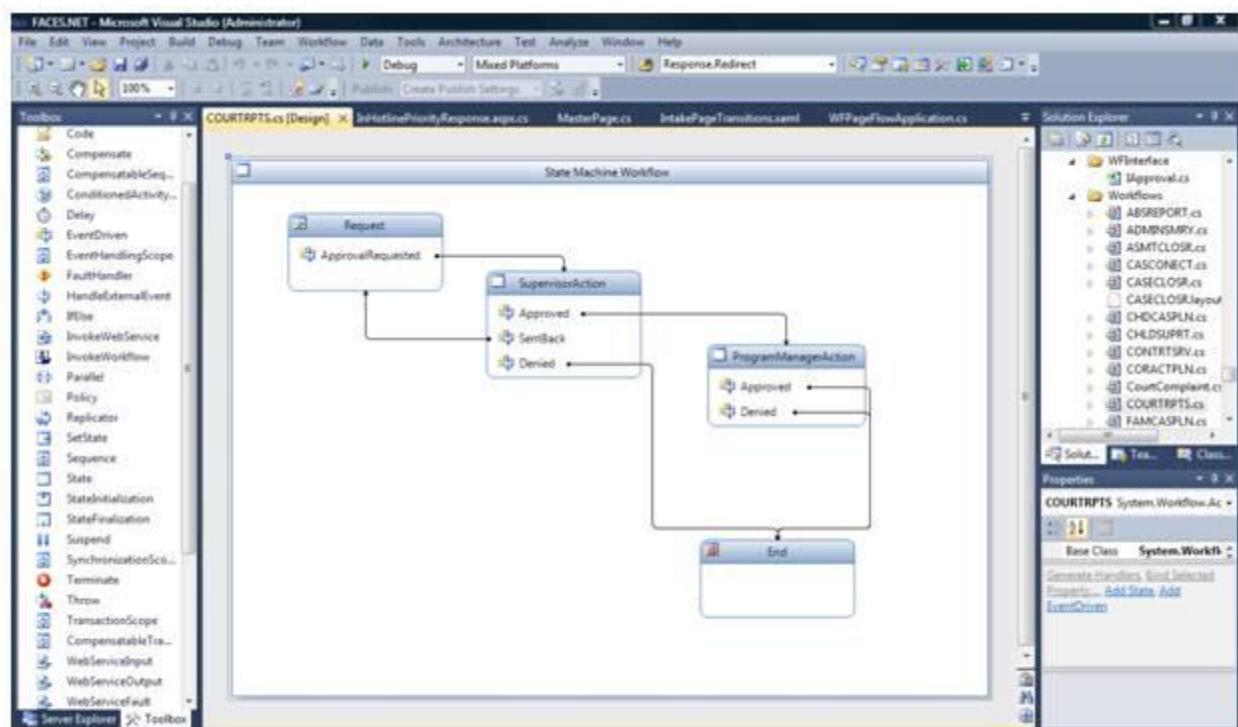 FACES.NET - Microsoft Visual Studio (Administrator)
File Edit View Project Build Debug Team Workflow Data Tools Architecture Test Analyze Window Help
Debug Mixed Platforms Response.Redirect
100% Publish: Create Publish Settings
Toolbox
Code
Compensate
CompensatableSeq...
ConditionedActivity...
Delay
EventDriven
EventHandlingScope
FaultHandler
HandleExternalEvent
IfElse
InvokeWebService
InvokeWorkflow
Parallel
Policy
Replicator
SetState
Sequence
State
StateInitialization
StateFinalization
Suspend
SynchronizationSco...
Terminate
Throw
TransactionScope
CompensatableTra...
WebServiceInput
WebServiceOutput
WebServiceFault
Server Explorer Toolbox
COURTRPTS.cs [Design] InHotlinePriorityResponse.aspx.cs MasterPage.cs IntakePageTransitions.xaml WFPageFlowApplication.cs
State Machine Workflow
Request
ApprovalRequested
SupervisorAction
Approved
SentBack
Denied
ProgramManagerAction
Approved
Denied
End
Solution Explorer
WFInterface
IApproval.cs
Workflows
ABSREPORT.cs
ADMINSMRY.cs
ASMTCLOSR.cs
CASCONECT.cs
CASECLOSR.cs
CASECLOSR.layout
CHDCASPLN.cs
CHLDSUPRT.cs
CONTRTSRV.cs
CORACTPLN.cs
CourtComplaint.cs
COURTRPTS.cs
FAMCASPLN.cs
Solut... Tea... Class...
Properties
COURTRPTS System.Workflow.Ac
Base Class System.Workfl
Generate Handlers, Bind Selected
Property..., Add State, Add
EventDriven